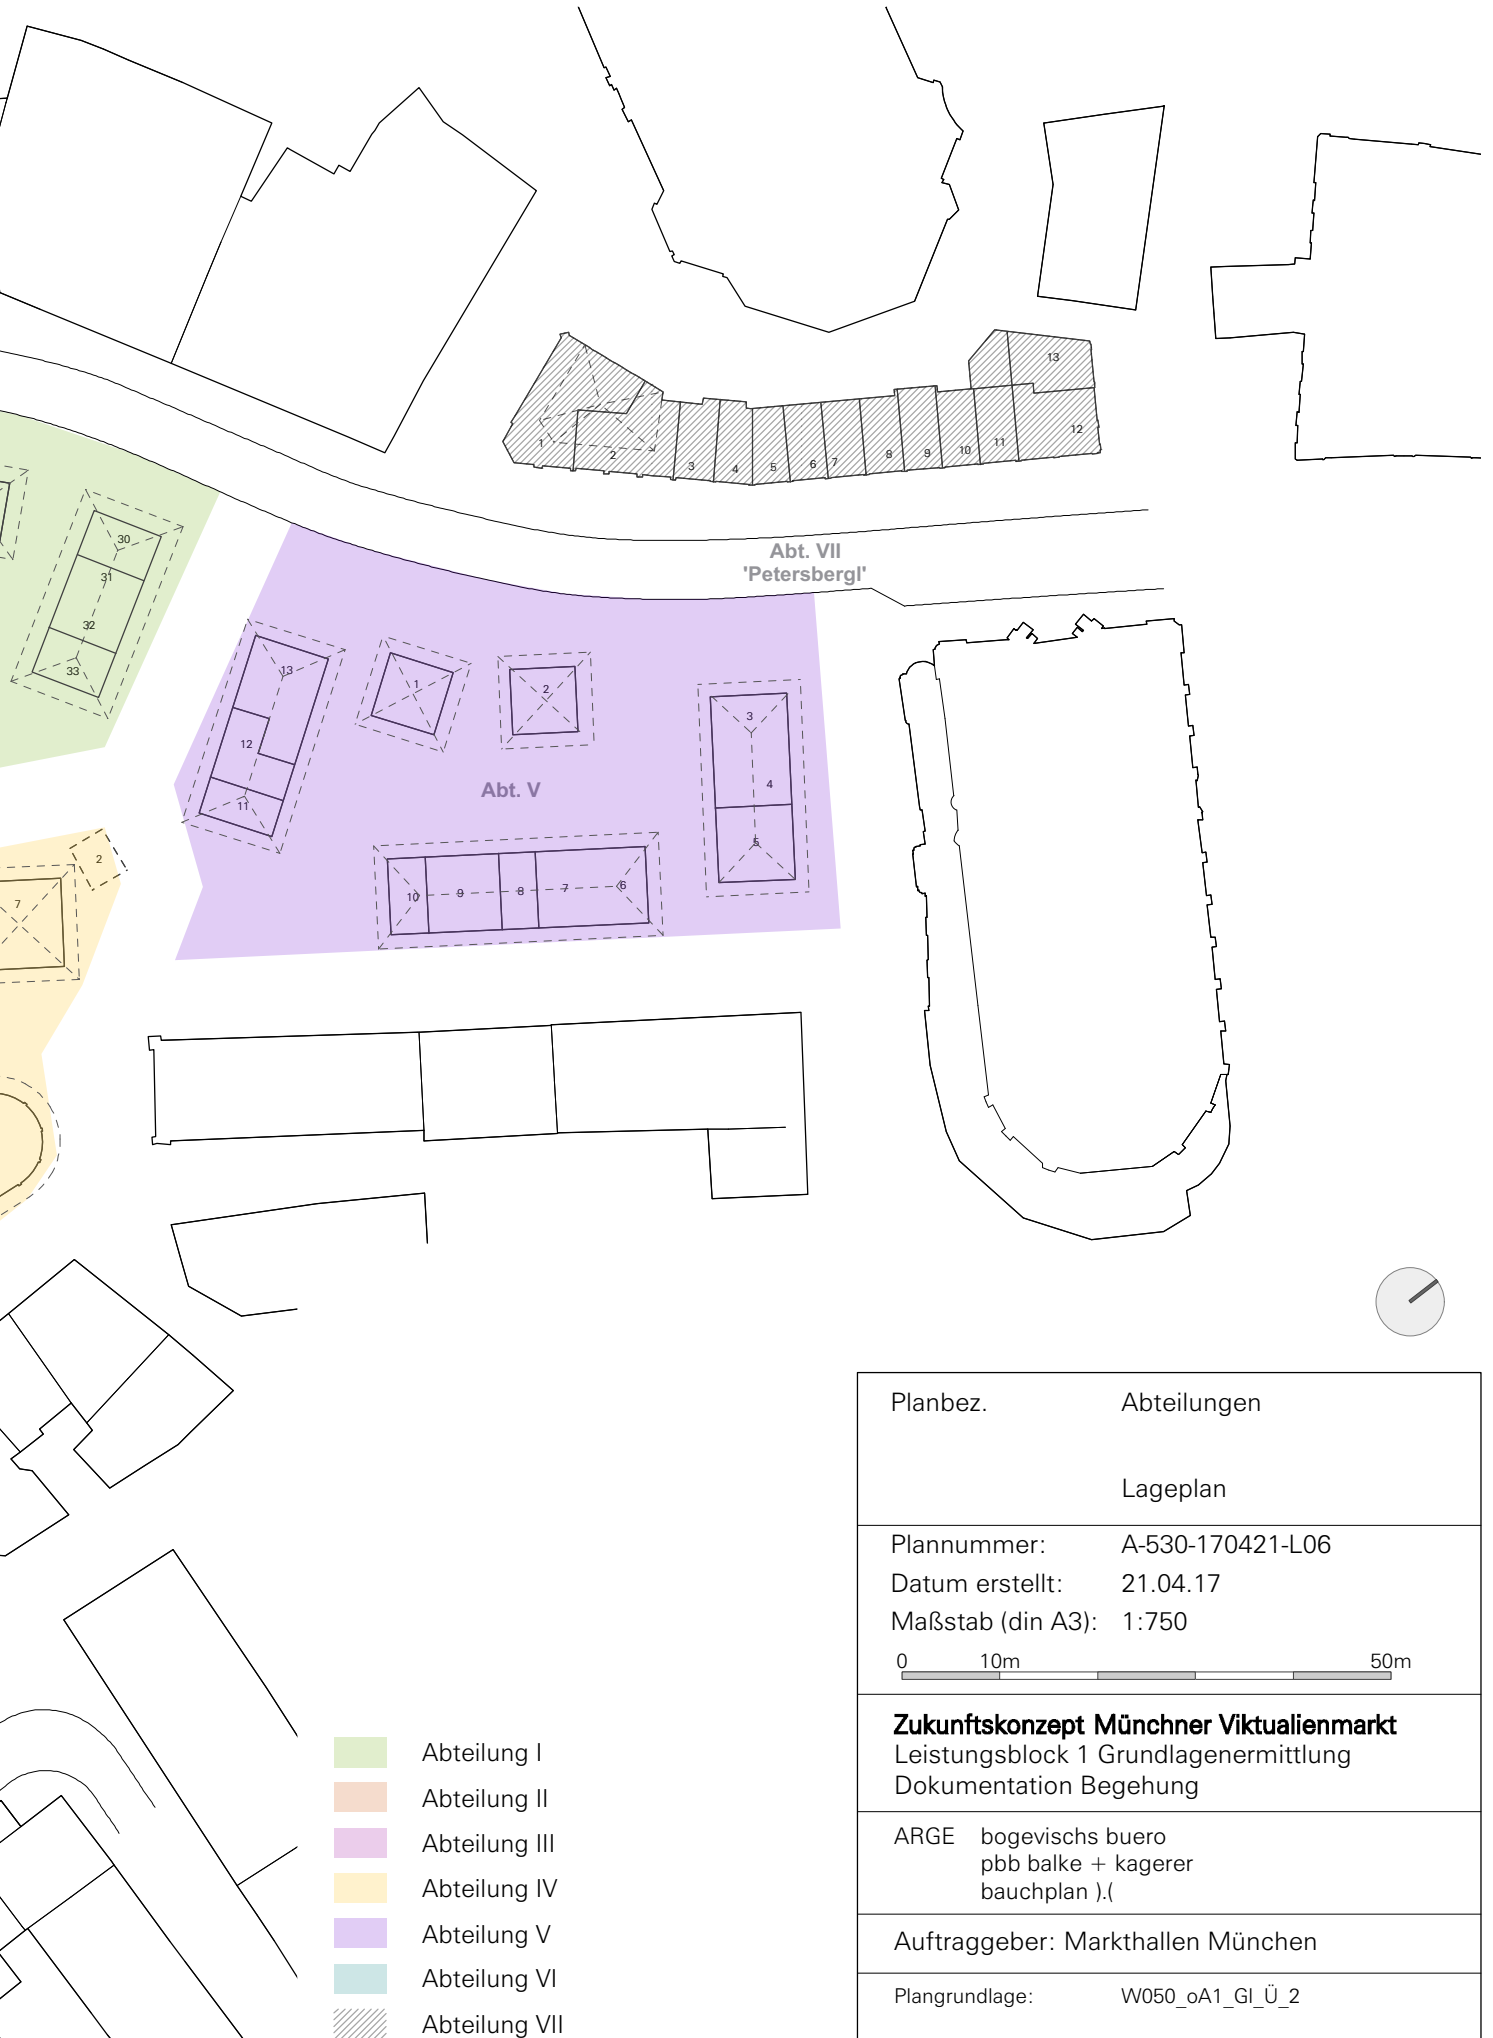 1
2
3
4
5
6
7
8
9
10
11
12
13
Abt. VII
'Petersbergl'
30
31
32
33
13
12
11
1
2
3
4
5
Abt. V
10
9
8
7
6
2
7
Planbez. Abteilungen
Lageplan
Plannummer: A-530-170421-L06
Datum erstellt: 21.04.17
Maßstab (din A3): 1:750
0 10m 50m
Zukunftskonzept Münchner Viktualienmarkt
Leistungsblock 1 Grundlagenermittlung
Dokumentation Begehung
ARGE bogevischs buero
pbb balke + kagerer
bauchplan ).(
Auftraggeber: Markthallen München
Plangrundlage: W050_oA1_Gl_Ü_2
Abteilung I
Abteilung II
Abteilung III
Abteilung IV
Abteilung V
Abteilung VI
Abteilung VII